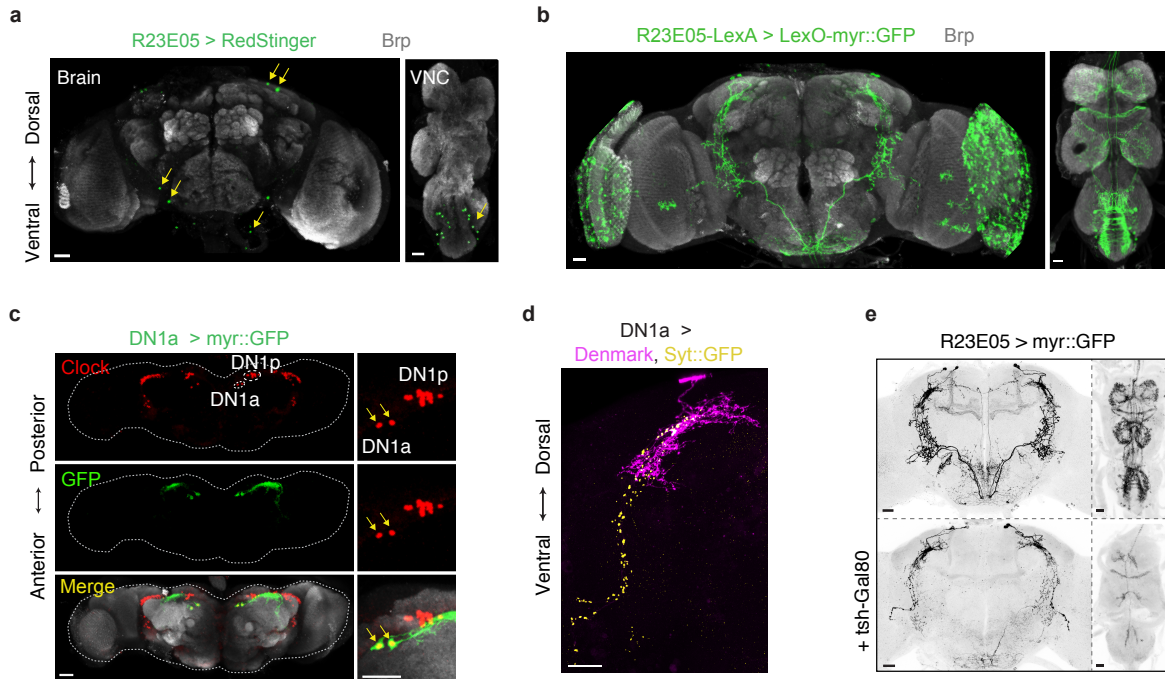 a
R23E05 > RedStinger Brp
Brain
VNC
Ventral ⟷ Dorsal
b
R23E05-LexA > LexO-myr::GFP Brp
c
DN1a > myr::GFP
Clock
DN1p
DN1a
DN1p
DN1a
GFP
Merge
Anterior ⟷ Posterior
d
DN1a >
Denmark, Syt::GFP
Ventral ⟷ Dorsal
e
R23E05 > myr::GFP
+ tsh-Gal80